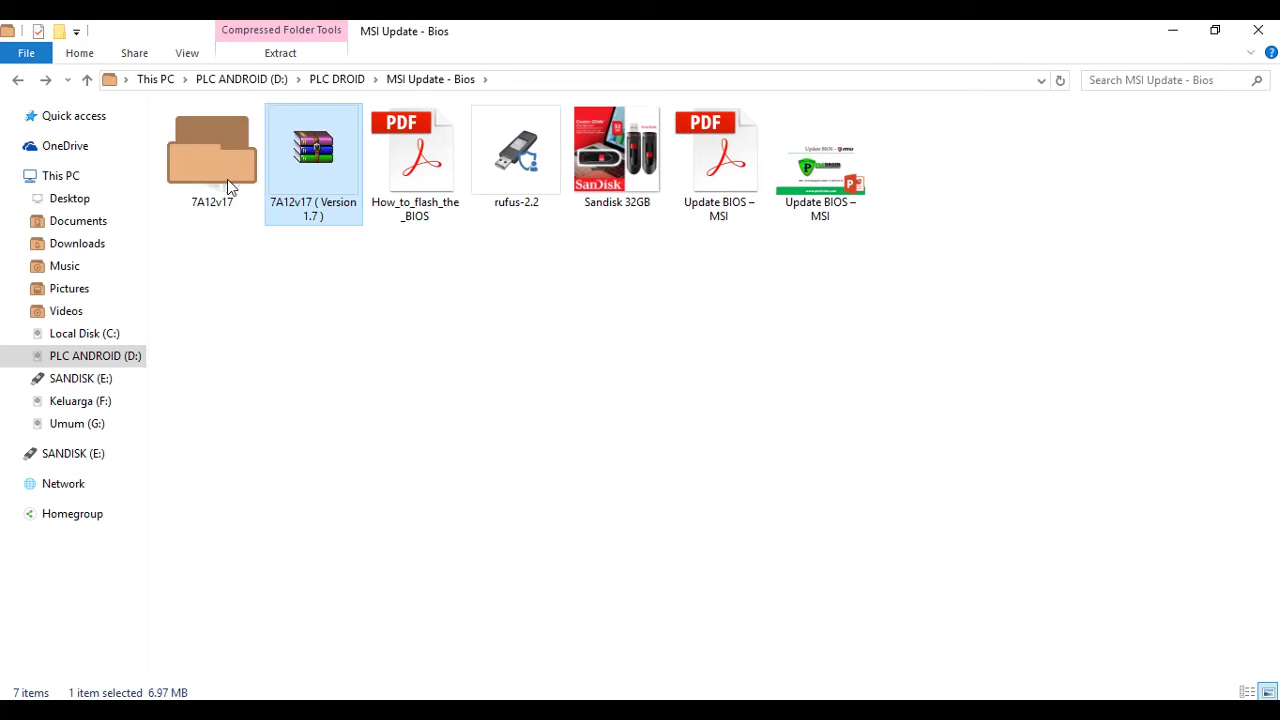 Compressed Folder Tools
MSI Update - Bios
File
Home
Share
View
Extract
This PC
PLC ANDROID (D:)
PLC DROID
MSI Update - Bios
Search MSI Update - Bios
Quick access
OneDrive
This PC
Desktop
Documents
Downloads
Music
Pictures
Videos
Local Disk (C:)
PLC ANDROID (D:)
SANDISK (E:)
Keluarga (F:)
Umum (G:)
SANDISK (E:)
Network
Homegroup
7A12v17
7A12v17 ( Version
1.7 )
PDF
How_to_flash_the
_BIOS
rufus-2.2
SanDisk
Sandisk 32GB
PDF
Update BIOS –
MSI
Update BIOS –
MSI
7 items
1 item selected 6.97 MB